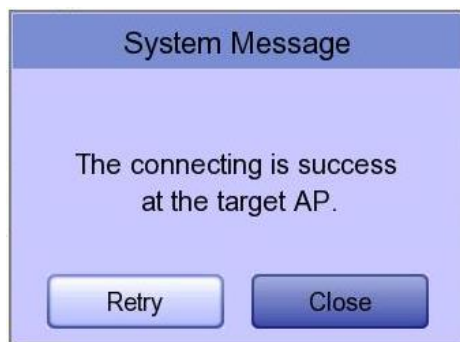 System Message
The connecting is success
at the target AP.
Retry
Close